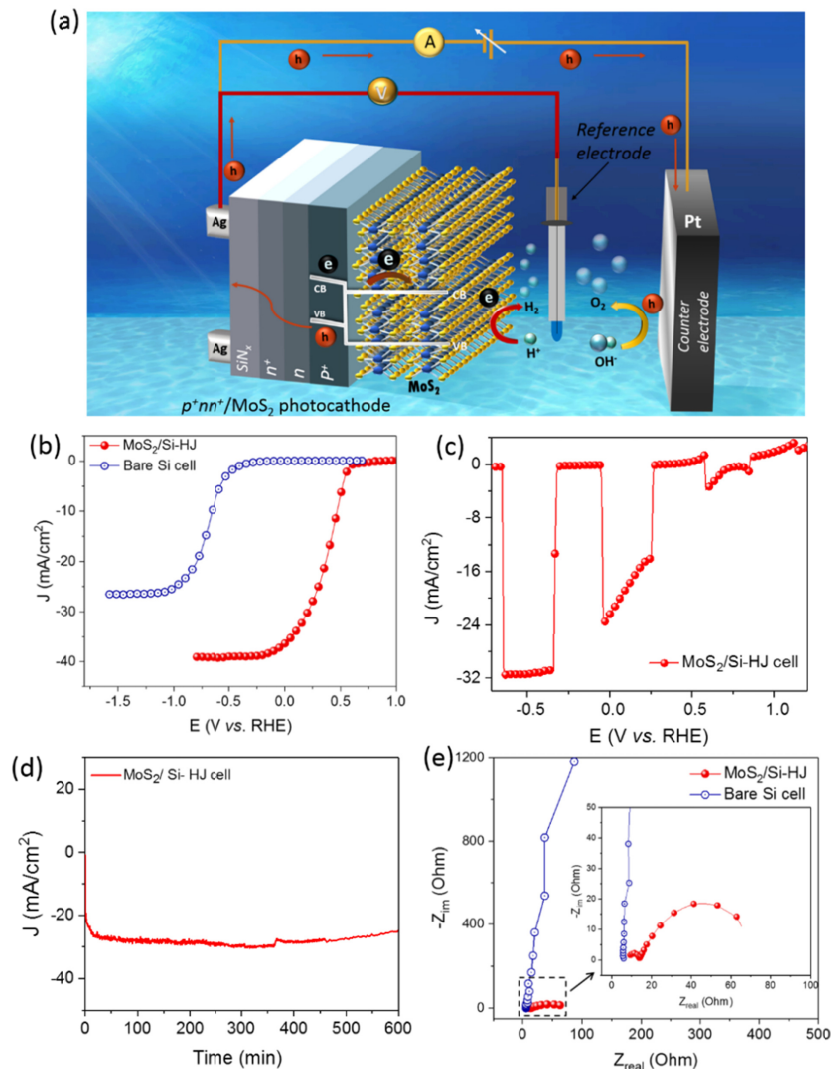 (a)
h
A
h
V
Reference
electrode
h
h
Ag
Pt
e
e
CB
CB
e
H₂
O₂
h
VB
h
VB
H⁺
OH⁻
Counter
electrode
Ag
SiNₓ
n⁺
n
P⁺
MoS₂
p⁺nn⁺/MoS₂ photocathode
(b)
MoS₂/Si-HJ
Bare Si cell
0
-10
-20
-30
-40
J (mA/cm²)
-1.5
-1.0
-0.5
0.0
0.5
1.0
E (V vs. RHE)
(c)
0
-8
-16
-24
-32
J (mA/cm²)
MoS₂/Si-HJ cell
-0.5
0.0
0.5
1.0
E (V vs. RHE)
(d)
MoS₂/ Si- HJ cell
20
0
-20
-40
J (mA/cm²)
0
100
200
300
400
500
600
Time (min)
(e)
MoS₂/Si-HJ
Bare Si cell
1200
800
400
0
-Zim (Ohm)
50
40
30
20
10
0
-Zim (Ohm)
0
20
40
60
80
100
Zreal (Ohm)
0
100
200
300
400
500
Zreal (Ohm)